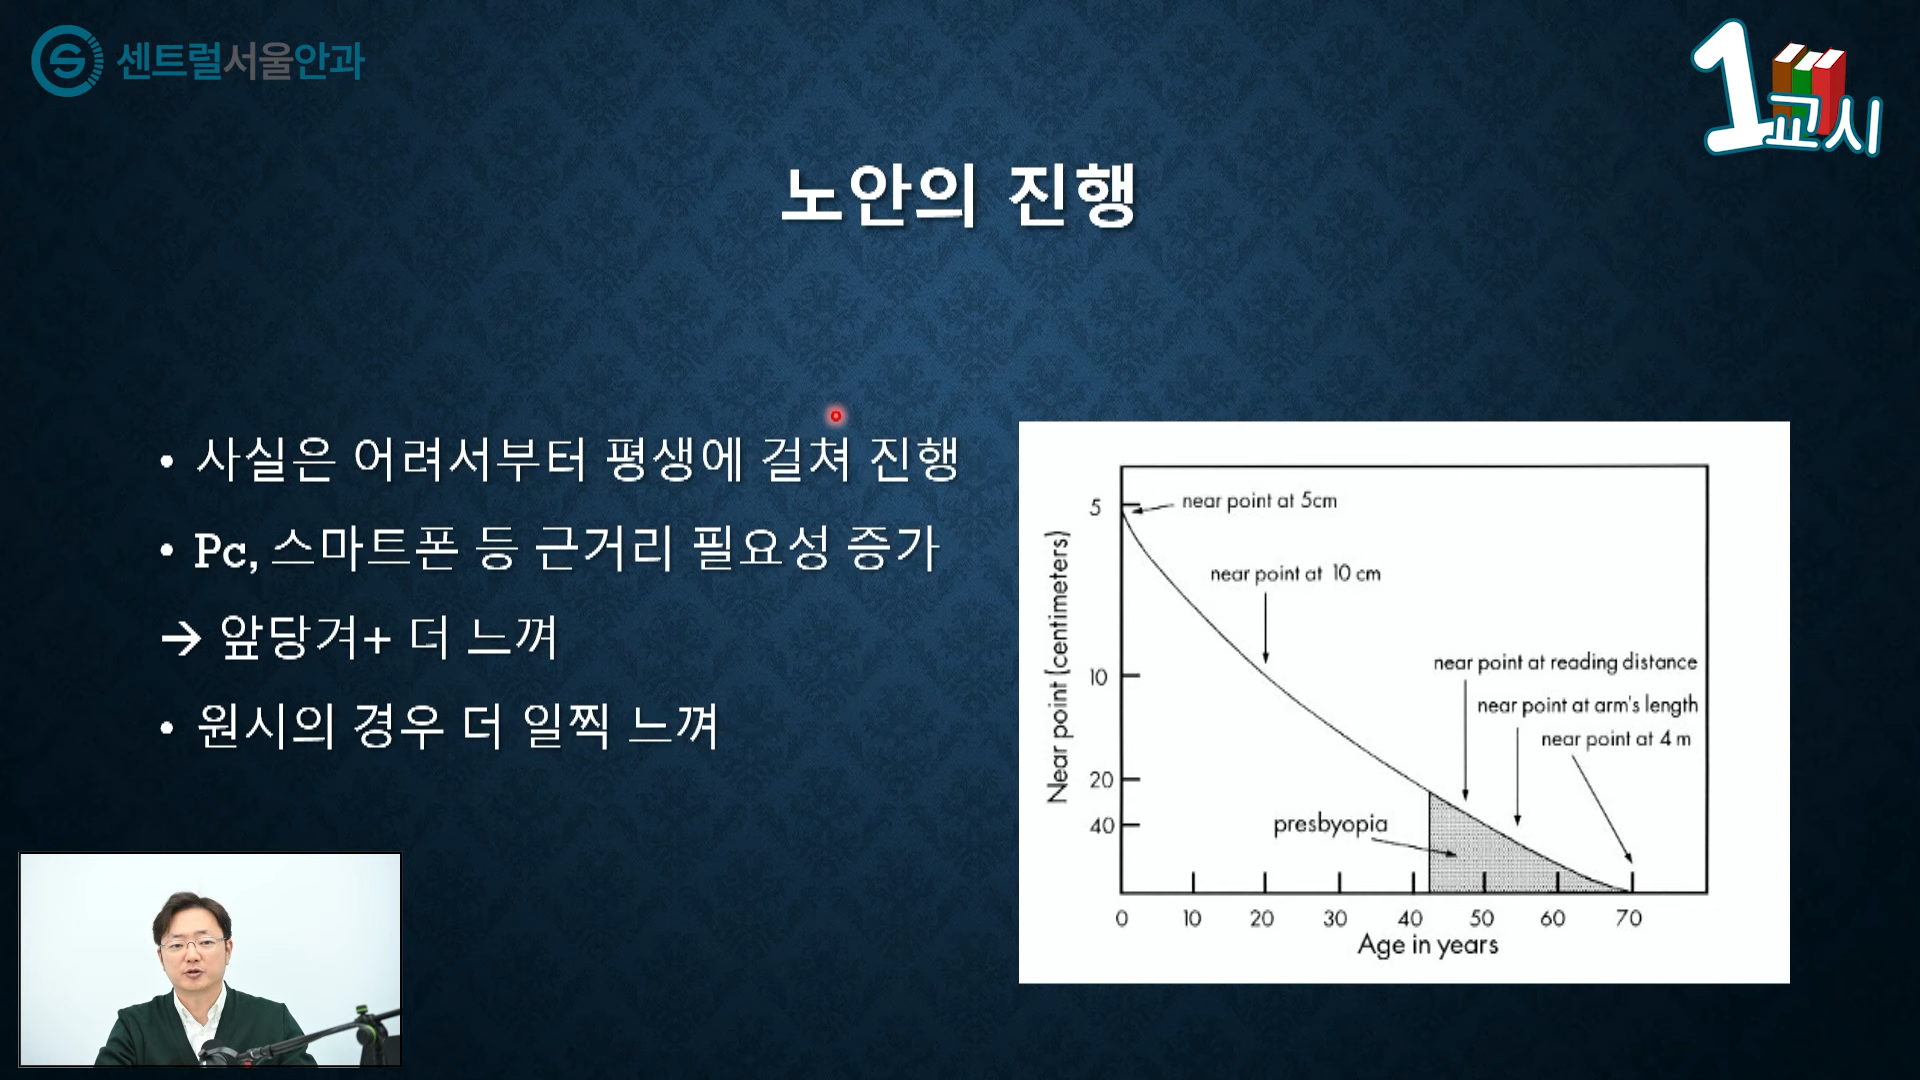 센트럴서울안과
1교시
노안의 진행
• 사실은 어려서부터 평생에 걸쳐 진행
• Pc, 스마트폰 등 근거리 필요성 증가
→ 앞당겨+ 더 느껴
• 원시의 경우 더 일찍 느껴
Near point (centimeters)
5
10
20
40
near point at 5cm
near point at 10 cm
near point at reading distance
near point at arm's length
near point at 4 m
presbyopia
0 10 20 30 40 50 60 70
Age in years